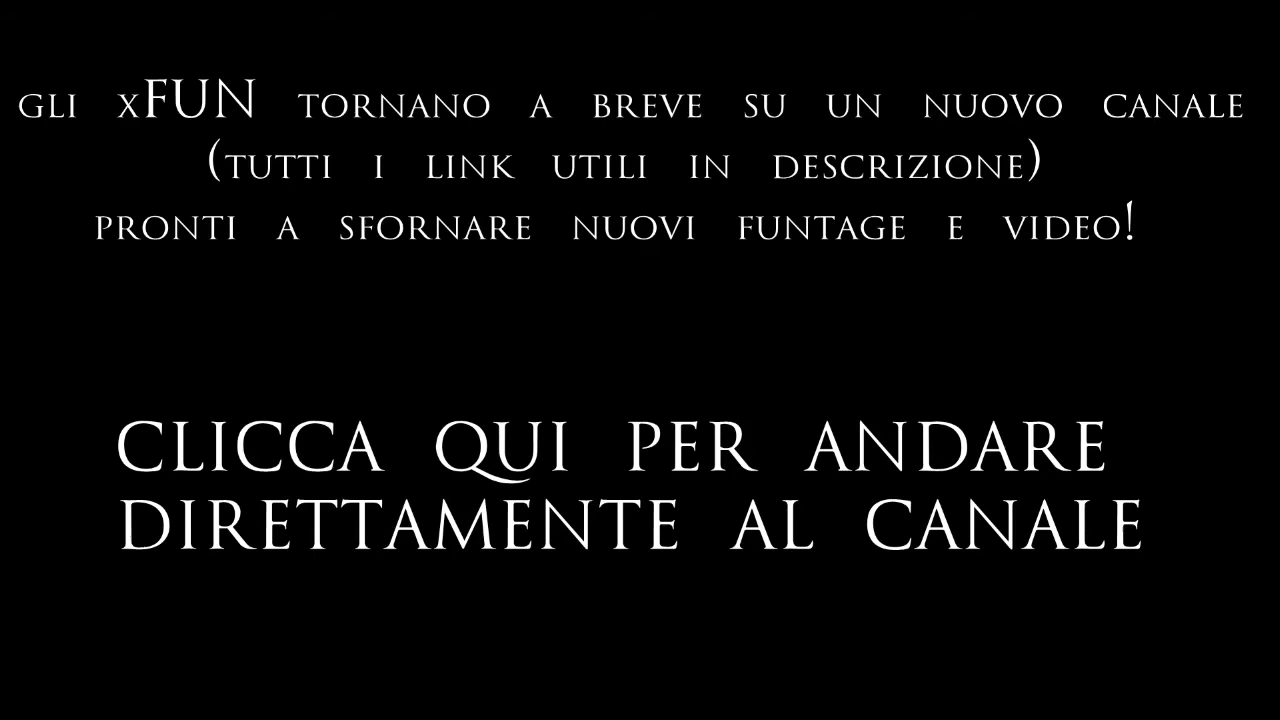 gli xFUN tornano a breve su un nuovo canale
(tutti i link utili in descrizione)
pronti a sfornare nuovi funtage e video!
CLICCA QUI PER ANDARE
DIRETTAMENTE AL CANALE